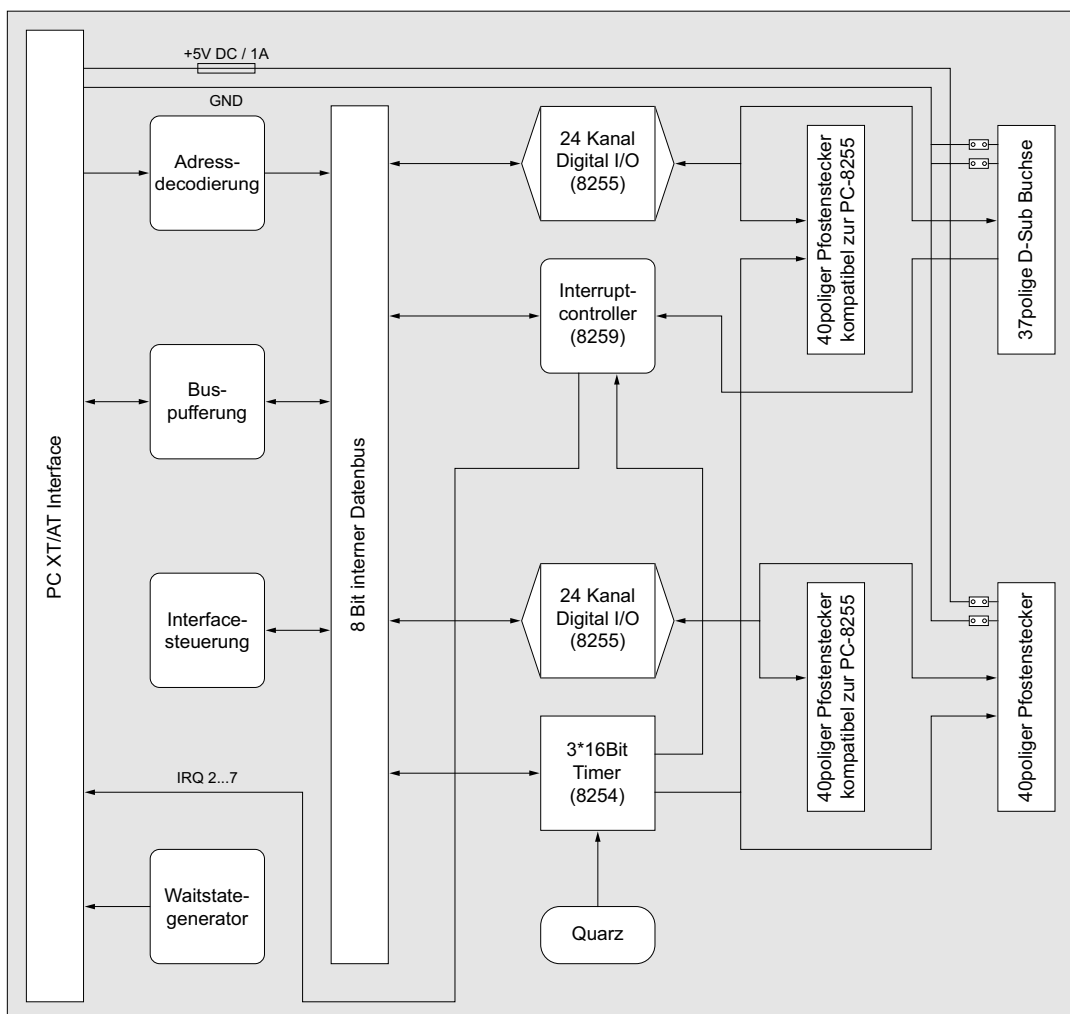 +5V DC / 1A
GND
PC XT/AT Interface
Adress-
decodierung
Bus-
pufferung
Interface-
steuerung
IRQ 2...7
Waitstate-
generator
8 Bit interner Datenbus
24 Kanal
Digital I/O
(8255)
Interrupt-
controller
(8259)
24 Kanal
Digital I/O
(8255)
3*16Bit
Timer
(8254)
Quarz
40poliger Pfostenstecker
kompatibel zur PC-8255
37polige D-Sub Buchse
40poliger Pfostenstecker
kompatibel zur PC-8255
40poliger Pfostenstecker